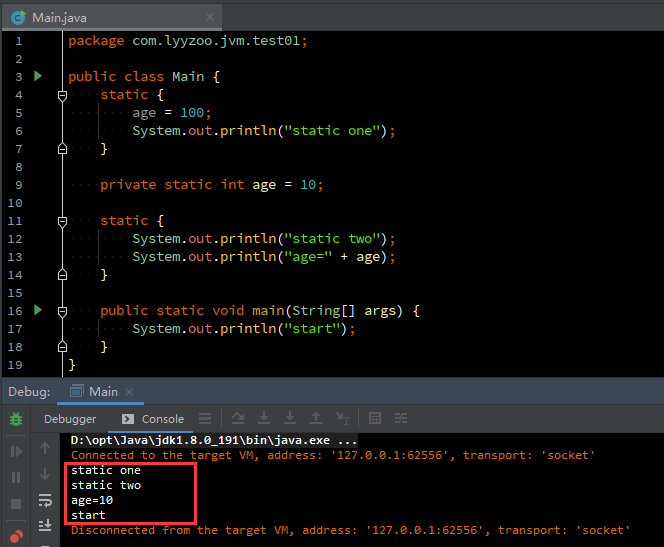 Main.java
1 package com.lyyzoo.jvm.test01;
2
3 public class Main {
4 static {
5 age = 100;
6 System.out.println("static one");
7 }
8
9 private static int age = 10;
10
11 static {
12 System.out.println("static two");
13 System.out.println("age=" + age);
14 }
15
16 public static void main(String[] args) {
17 System.out.println("start");
18 }
19 }
Debug: Main
Debugger Console
D:\opt\Java\jdk1.8.0_191\bin\java.exe ...
Connected to the target VM, address: '127.0.0.1:62556', transport: 'socket'
static one
static two
age=10
start
Disconnected from the target VM, address: '127.0.0.1:62556', transport: 'socket'